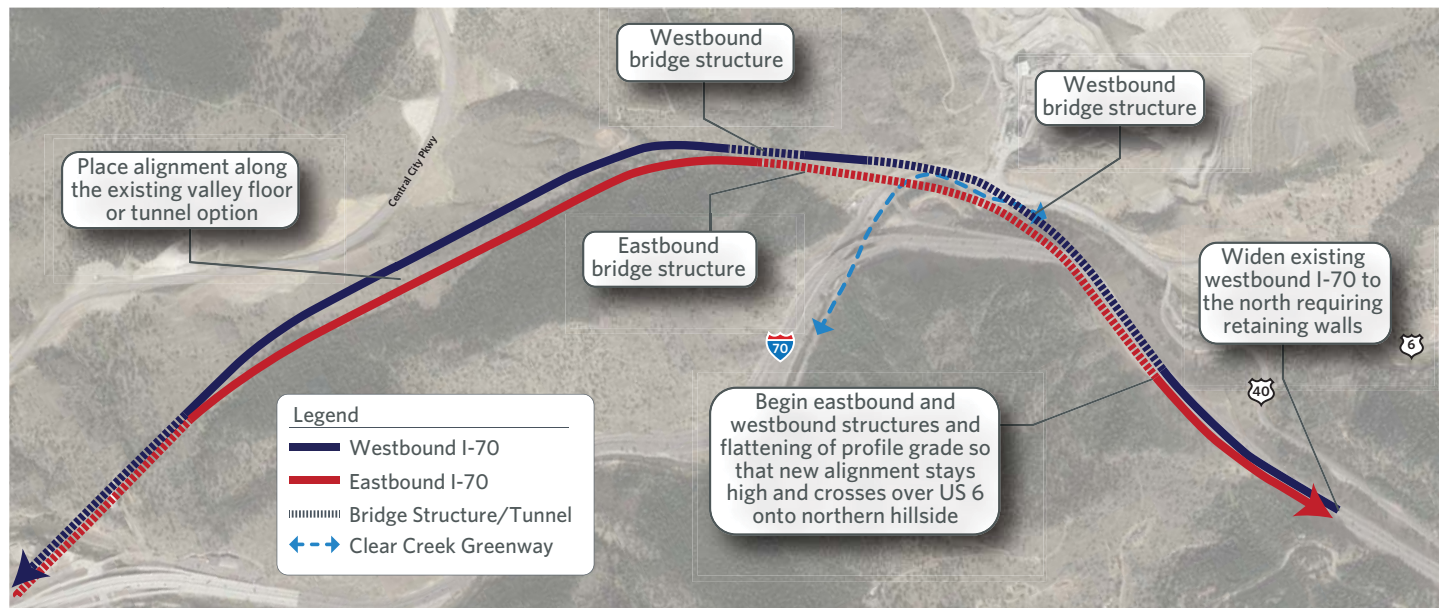 Westbound
bridge structure
Westbound
bridge structure
Place alignment along
the existing valley floor
or tunnel option
Central City Pkwy
Eastbound
bridge structure
Widen existing
westbound I-70 to
the north requiring
retaining walls
70
6
40
Begin eastbound and
westbound structures and
flattening of profile grade so
that new alignment stays
high and crosses over US 6
onto northern hillside
Legend
Westbound I-70
Eastbound I-70
Bridge Structure/Tunnel
Clear Creek Greenway